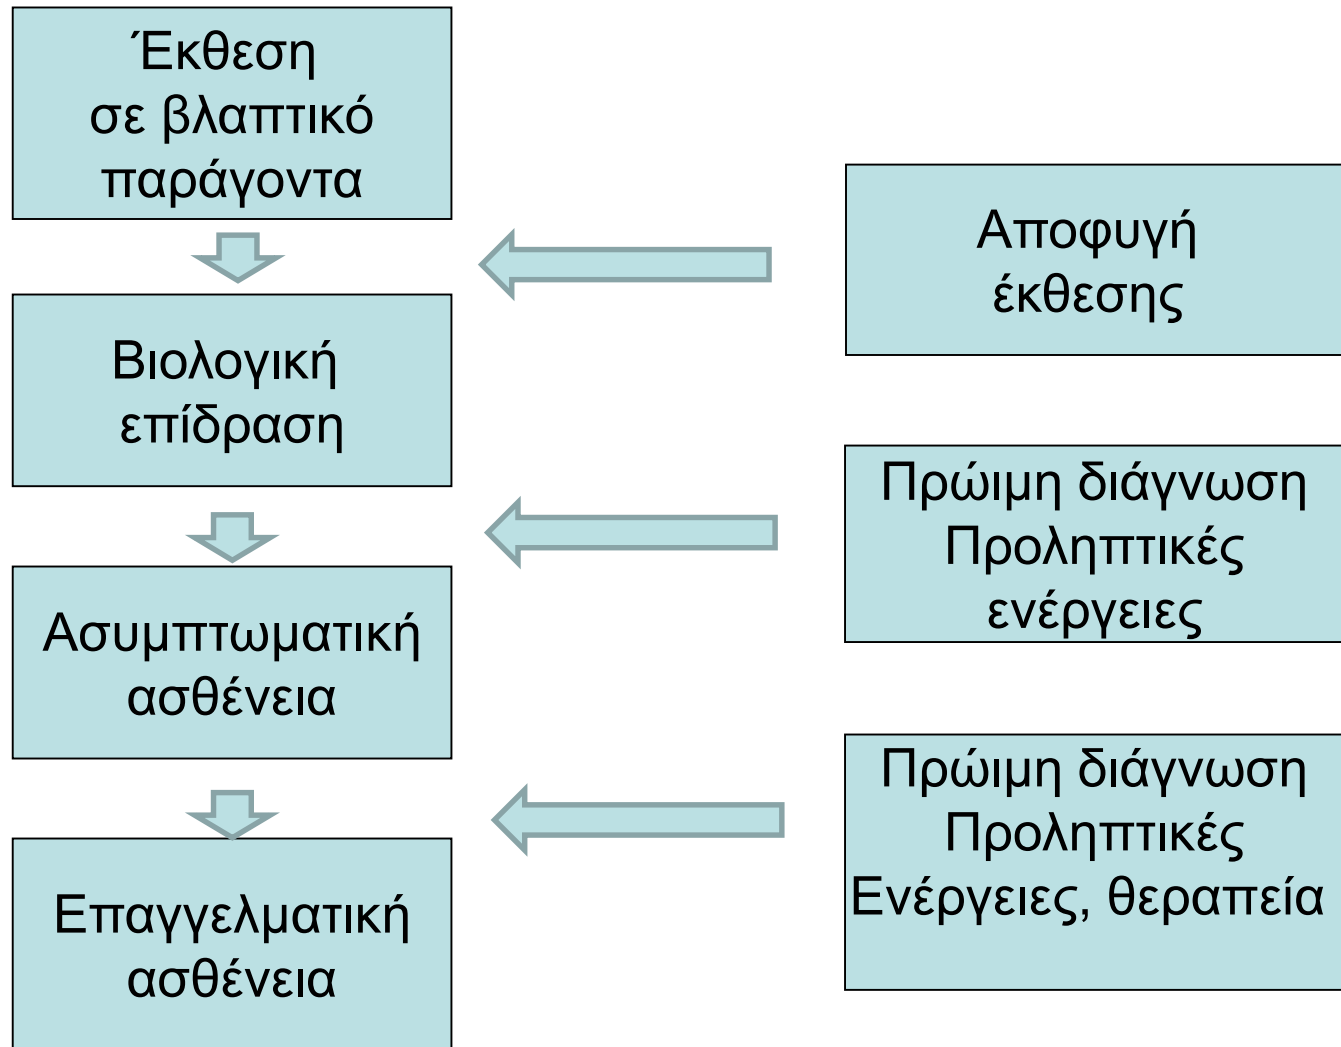 Έκθεση
σε βλαπτικό
παράγοντα
Αποφυγή
έκθεσης
Βιολογική
επίδραση
Πρώιμη διάγνωση
Προληπτικές
ενέργειες
Ασυμπτωματική
ασθένεια
Πρώιμη διάγνωση
Προληπτικές
Ενέργειες, θεραπεία
Επαγγελματική
ασθένεια